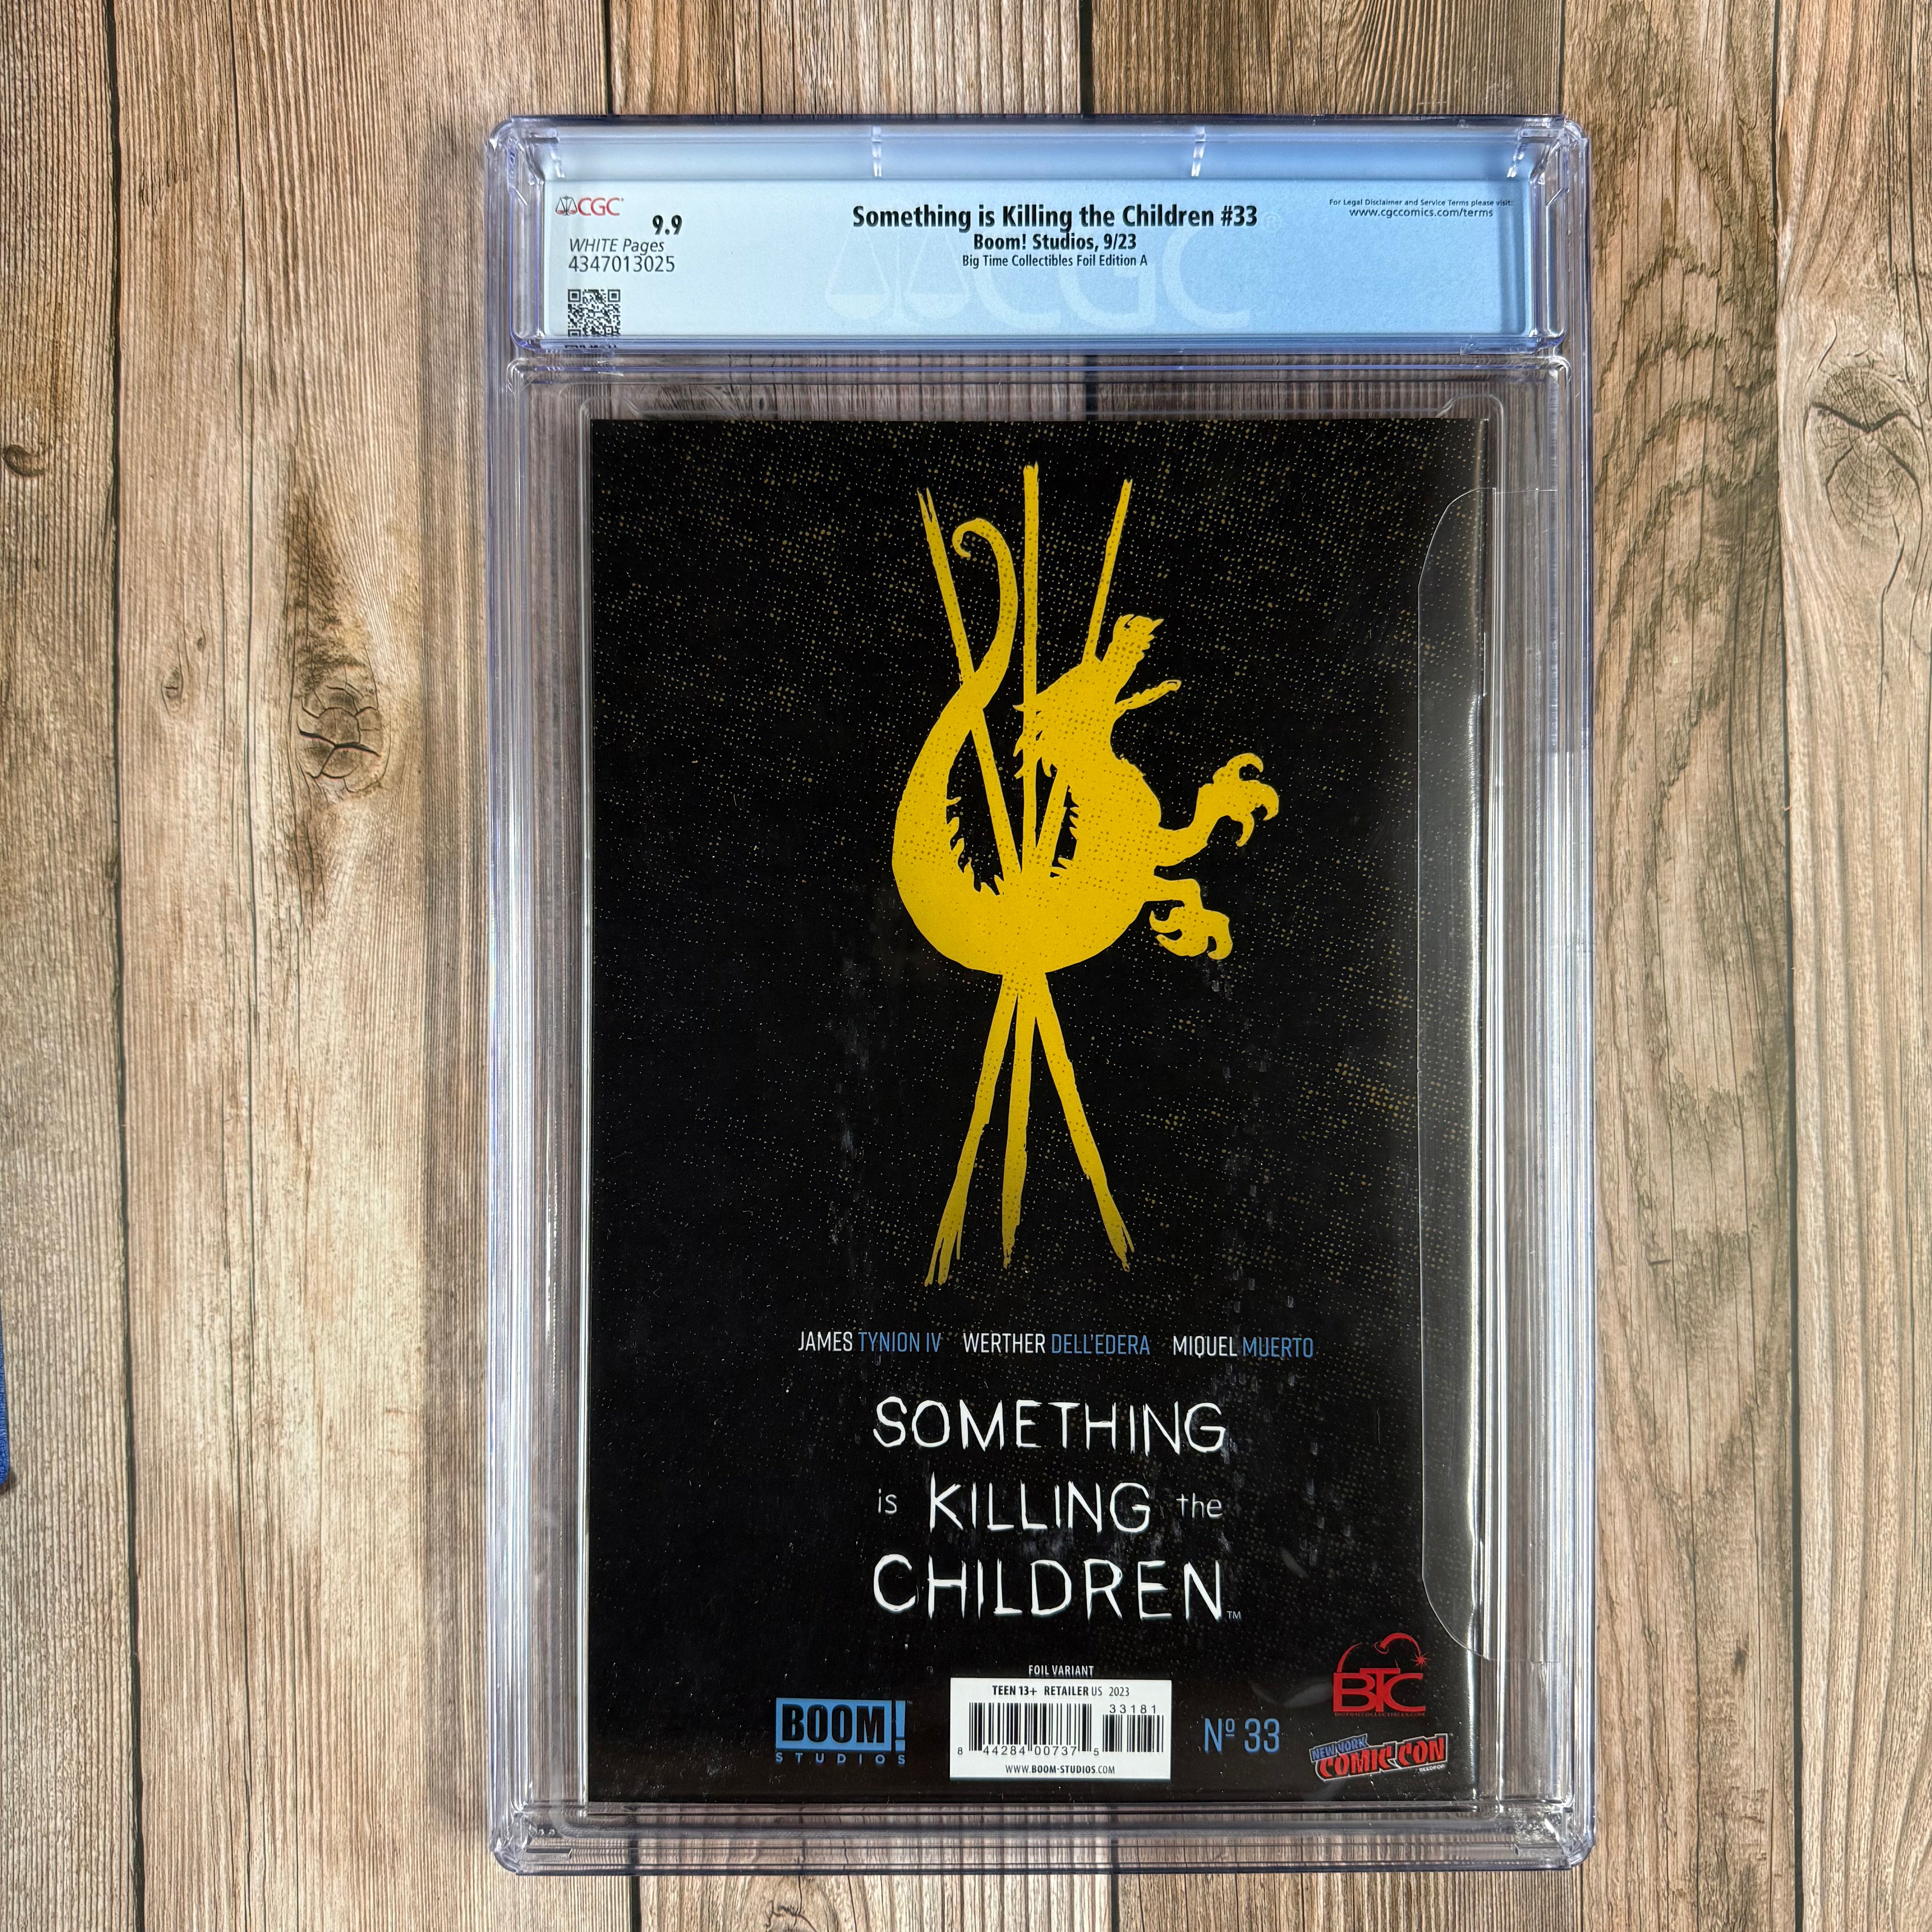 CGC
9.9
WHITE Pages
4347013025
Something is Killing the Children #33
Boom! Studios, 9/23
Big Time Collectibles Foil Edition A
For Legal Disclaimer and Service Terms please visit:
www.cgccomics.com/terms
CGC
JAMES TYNION IV WERTHER DELL'EDERA MIQUEL MUERTO
SOMETHING
is KILLING the
CHILDREN™
FOIL VARIANT
TEEN 13+ RETAILER US 2023
33181
8 44284 00737 5
WWW.BOOM-STUDIOS.COM
BOOM!
STUDIOS
Nº 33
BTC
NEW YORK
COMIC CON